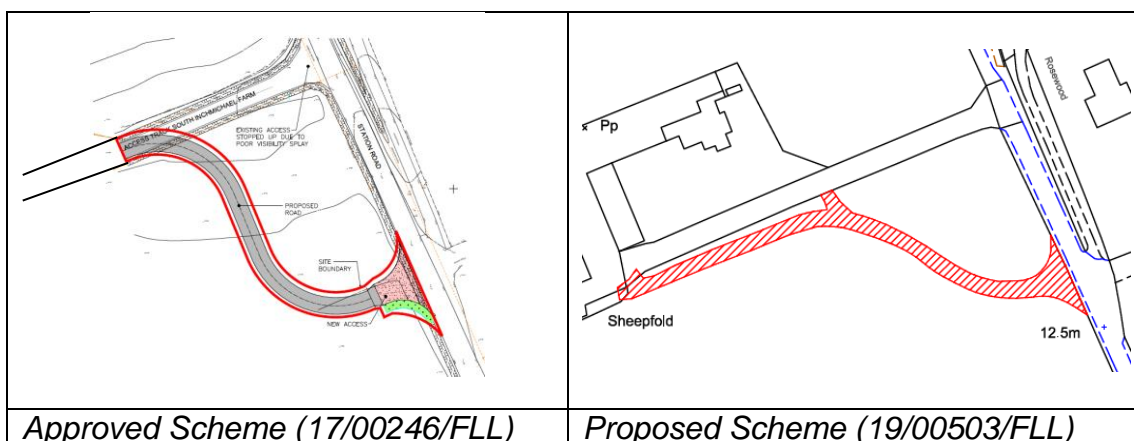 ACCESS TRACK SOUTH INCHMICHAEL FARM
EXISTING ACCESS
STOPPED UP DUE TO
POOR VISIBILITY SPLAY
STATION ROAD
PROPOSED
ROAD
SITE
BOUNDARY
NEW ACCESS
Pp
Rosewood
Sheepfold
12.5m
Approved Scheme (17/00246/FLL)
Proposed Scheme (19/00503/FLL)